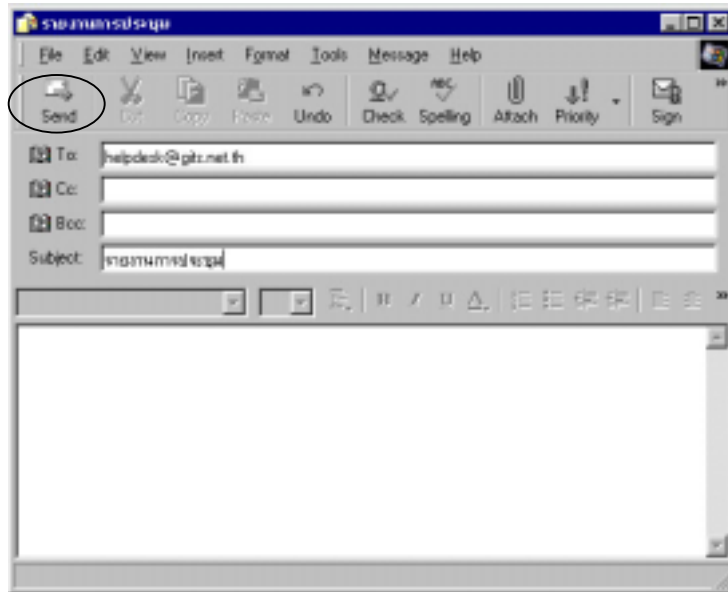 รายงานการประชุม
File Edit View Insert Format Tools Message Help
Send Cut Copy Paste Undo Check Spelling Attach Priority Sign
To: helpdesk@gits.net.th
Cc:
Bcc:
Subject: รายงานการประชุม